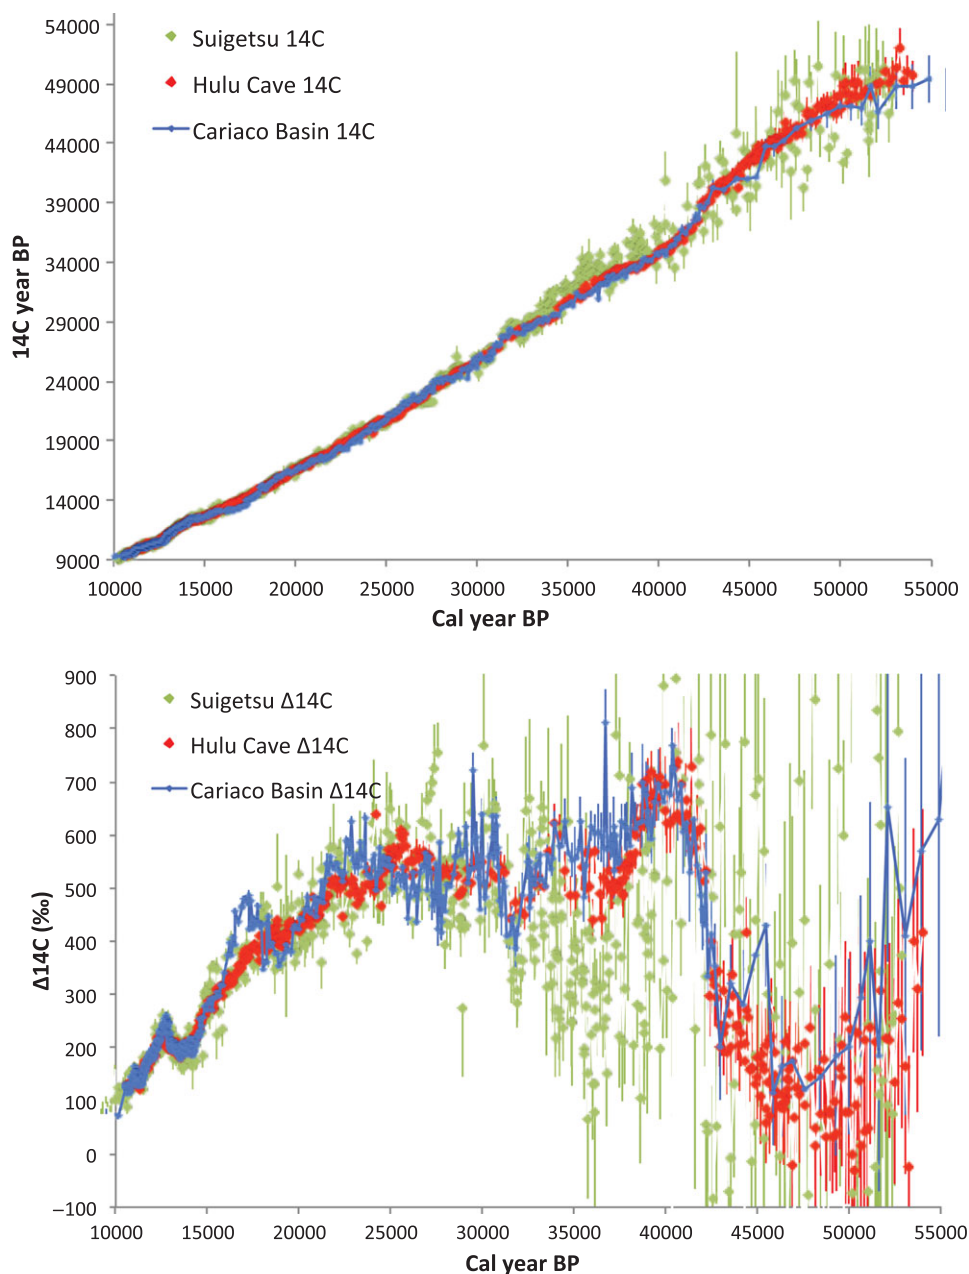 54000
49000
44000
39000
34000
29000
24000
19000
14000
9000
14C year BP
Suigetsu 14C
Hulu Cave 14C
Cariaco Basin 14C
10000 15000 20000 25000 30000 35000 40000 45000 50000 55000
Cal year BP
900
800
700
600
500
400
300
200
100
0
−100
Δ14C (‰)
Suigetsu Δ14C
Hulu Cave Δ14C
Cariaco Basin Δ14C
10000 15000 20000 25000 30000 35000 40000 45000 50000 55000
Cal year BP